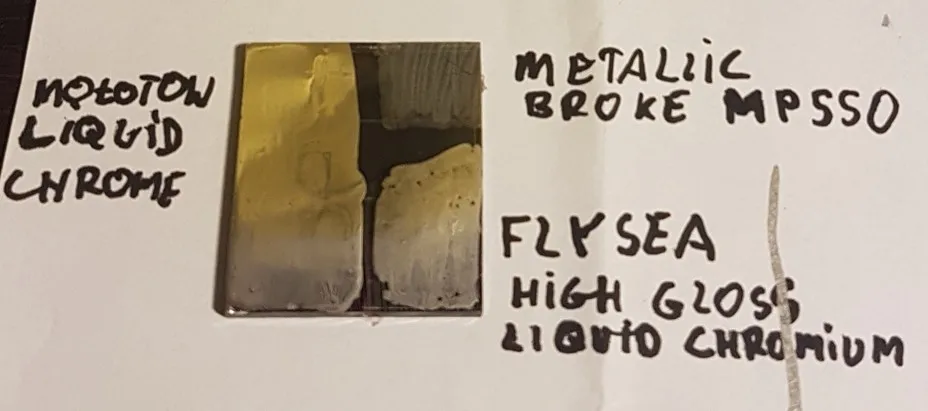 MOLOTOW
LIQUID
CHROME
METALLIC
BROKE MP550
FLYSEA
HIGH GLOSS
LIQUID CHROMIUM